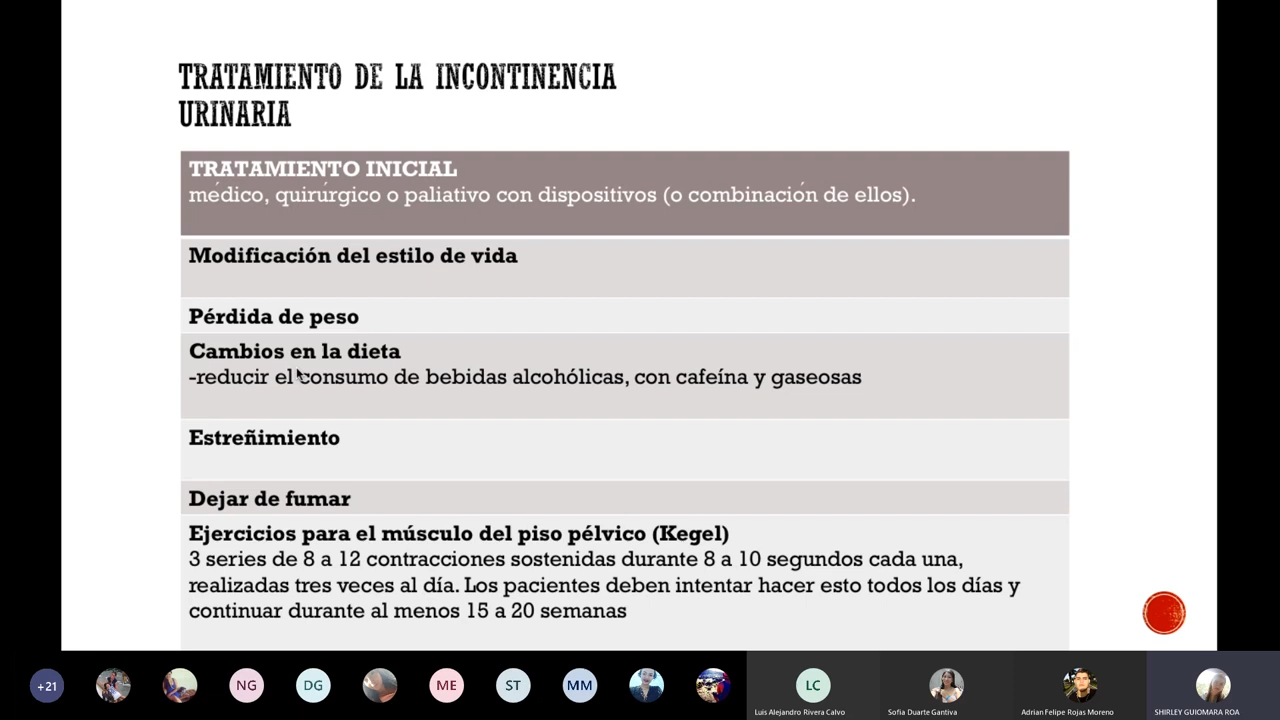 TRATAMIENTO DE LA INCONTINENCIA
URINARIA
TRATAMIENTO INICIAL
médico, quirúrgico o paliativo con dispositivos (o combinación de ellos).
Modificación del estilo de vida
Pérdida de peso
Cambios en la dieta
-reducir el consumo de bebidas alcohólicas, con cafeína y gaseosas
Estreñimiento
Dejar de fumar
Ejercicios para el músculo del piso pélvico (Kegel)
3 series de 8 a 12 contracciones sostenidas durante 8 a 10 segundos cada una,
realizadas tres veces al día. Los pacientes deben intentar hacer esto todos los días y
continuar durante al menos 15 a 20 semanas
+21 NG DG ME ST MM LC
Luis Alejandro Rivera Calvo Sofia Duarte Gantiva Adrian Felipe Rojas Moreno SHIRLEY GUIOMARA ROA